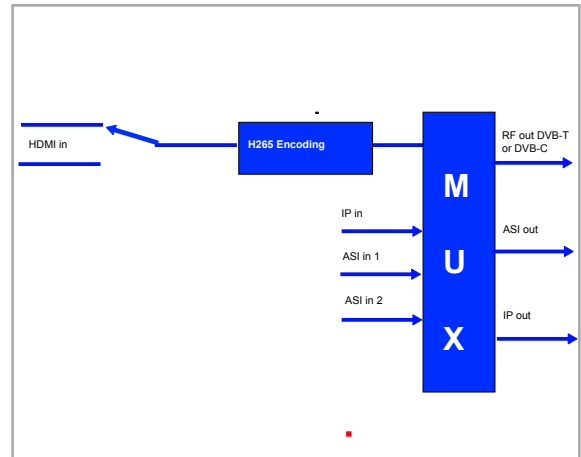 HDMI in
H265 Encoding
M
U
X
IP in
ASI in 1
ASI in 2
RF out DVB-T
or DVB-C
ASI out
IP out